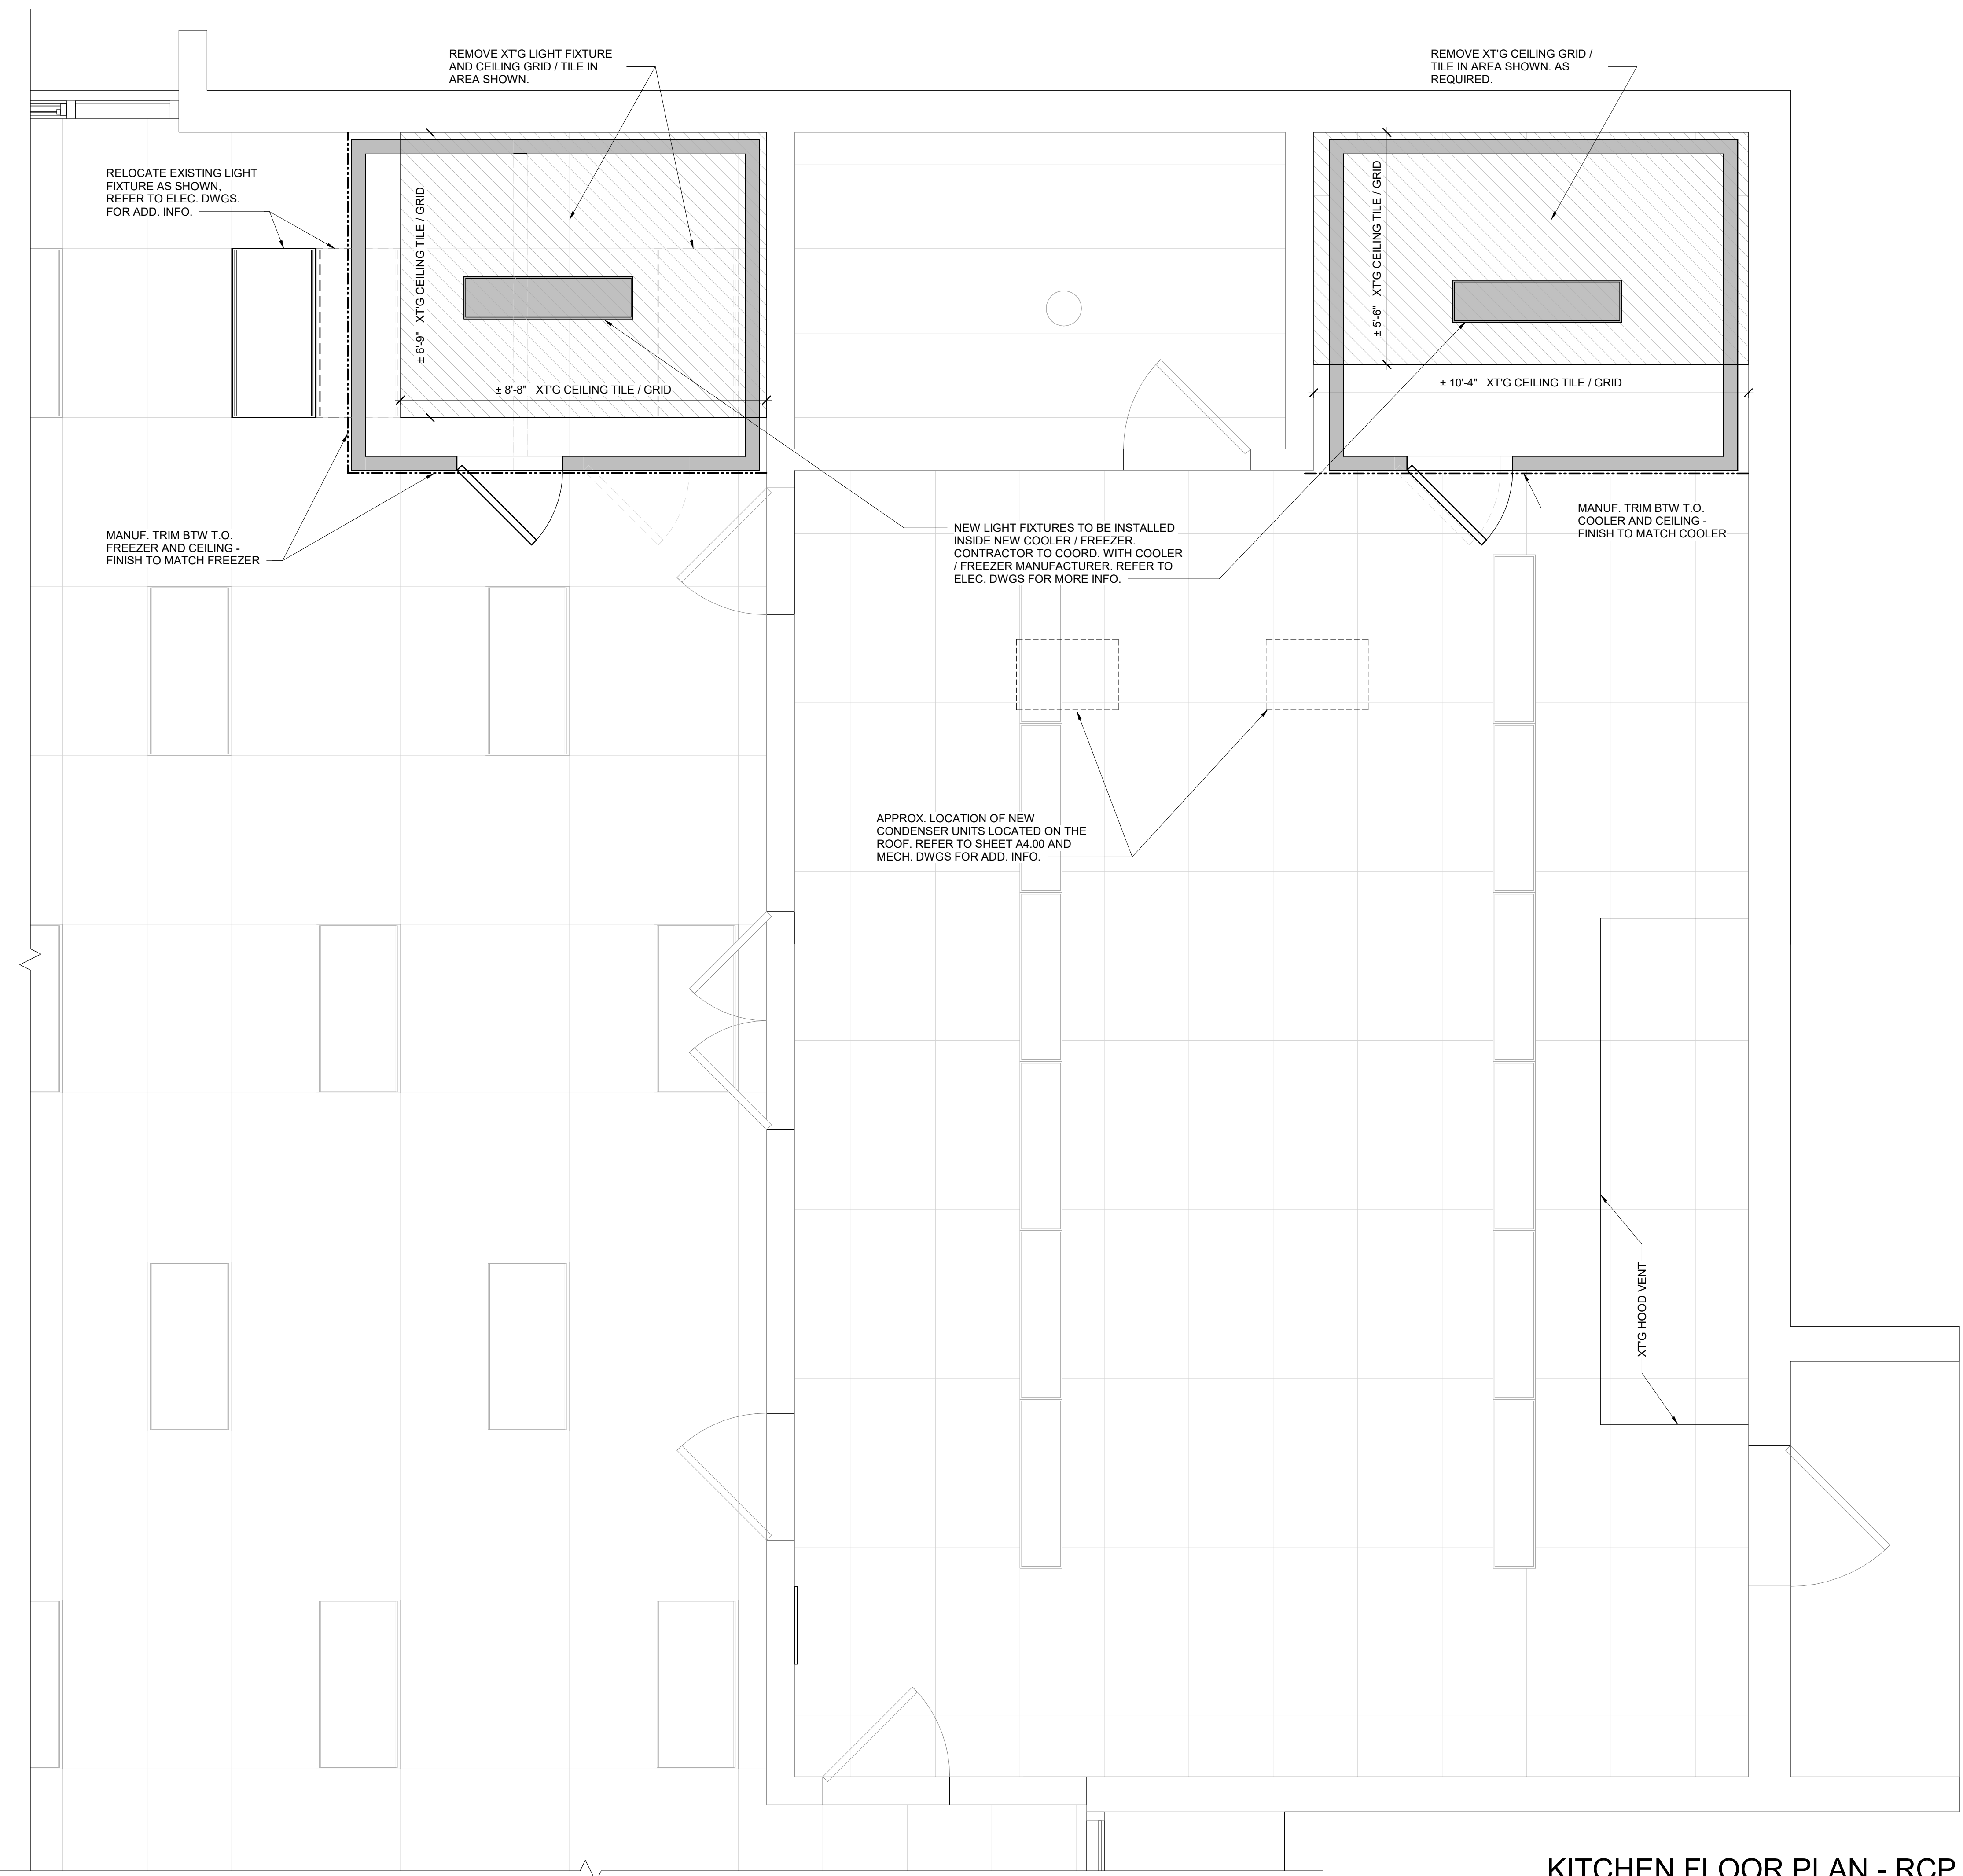 REMOVE XT'G LIGHT FIXTURE
AND CEILING GRID / TILE IN
AREA SHOWN.
REMOVE XT'G CEILING GRID /
TILE IN AREA SHOWN. AS
REQUIRED.
RELOCATE EXISTING LIGHT
FIXTURE AS SHOWN,
REFER TO ELEC. DWGS.
FOR ADD. INFO.
± 6'-9" XT'G CEILING TILE / GRID
± 8'-8" XT'G CEILING TILE / GRID
± 5'-6" XT'G CEILING TILE / GRID
± 10'-4" XT'G CEILING TILE / GRID
MANUF. TRIM BTW T.O.
FREEZER AND CEILING -
FINISH TO MATCH FREEZER
NEW LIGHT FIXTURES TO BE INSTALLED
INSIDE NEW COOLER / FREEZER.
CONTRACTOR TO COORD. WITH COOLER
/ FREEZER MANUFACTURER. REFER TO
ELEC. DWGS FOR MORE INFO.
MANUF. TRIM BTW T.O.
COOLER AND CEILING -
FINISH TO MATCH COOLER
APPROX. LOCATION OF NEW
CONDENSER UNITS LOCATED ON THE
ROOF. REFER TO SHEET A4.00 AND
MECH. DWGS FOR ADD. INFO.
XT'G HOOD VENT
KITCHEN FLOOR PLAN - RCP